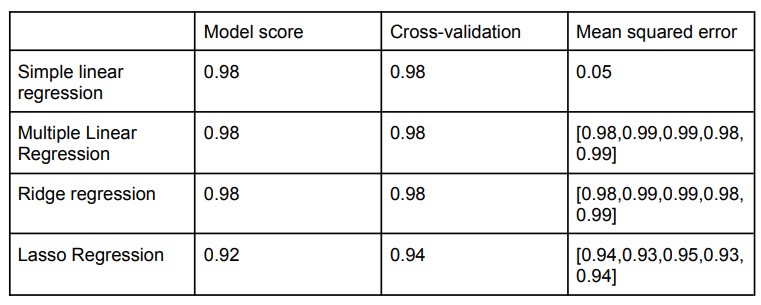 Model score
Cross-validation
Mean squared error
Simple linear
regression
0.98
0.98
0.05
Multiple Linear
Regression
0.98
0.98
[0.98,0.99,0.99,0.98,
0.99]
Ridge regression
0.98
0.98
[0.98,0.99,0.99,0.98,
0.99]
Lasso Regression
0.92
0.94
[0.94,0.93,0.95,0.93,
0.94]